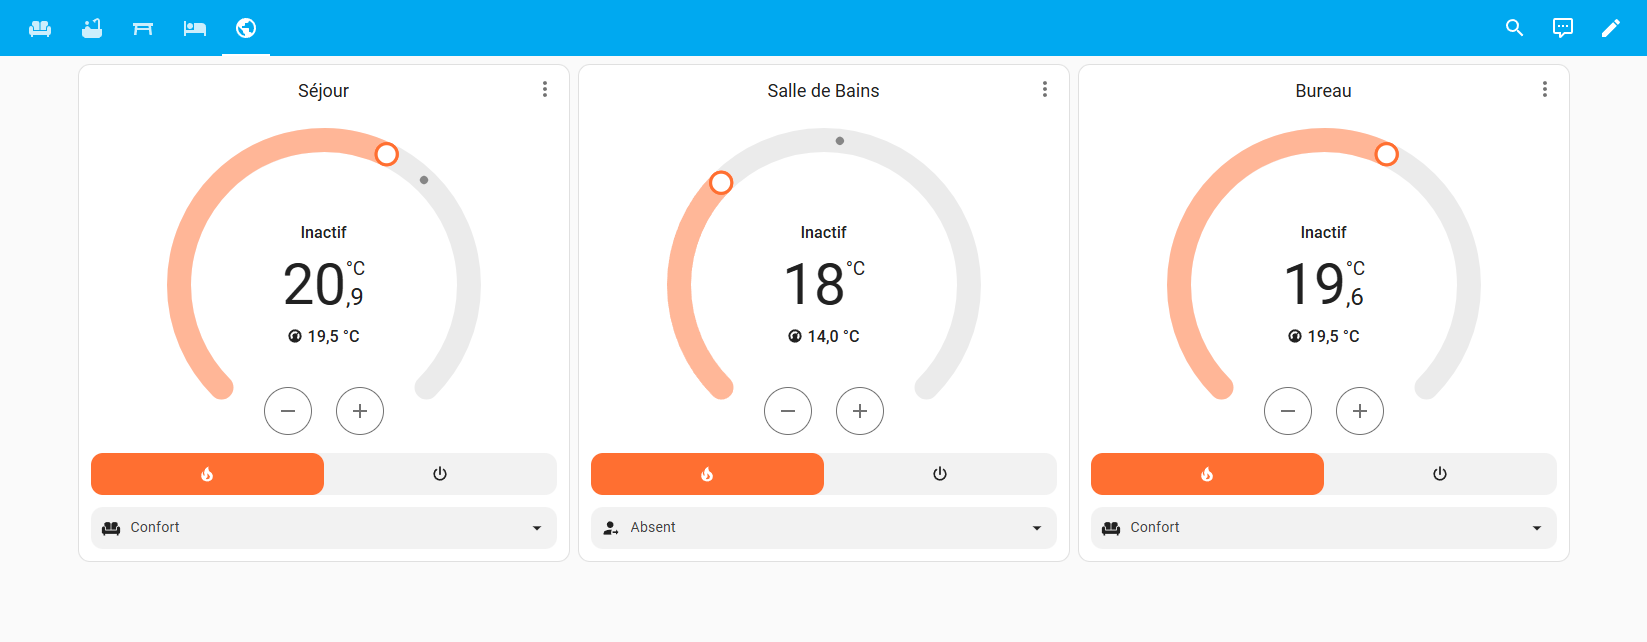 Séjour
Inactif
20,9 °C
19,5 °C
Confort
Salle de Bains
Inactif
18 °C
14,0 °C
Absent
Bureau
Inactif
19,6 °C
19,5 °C
Confort